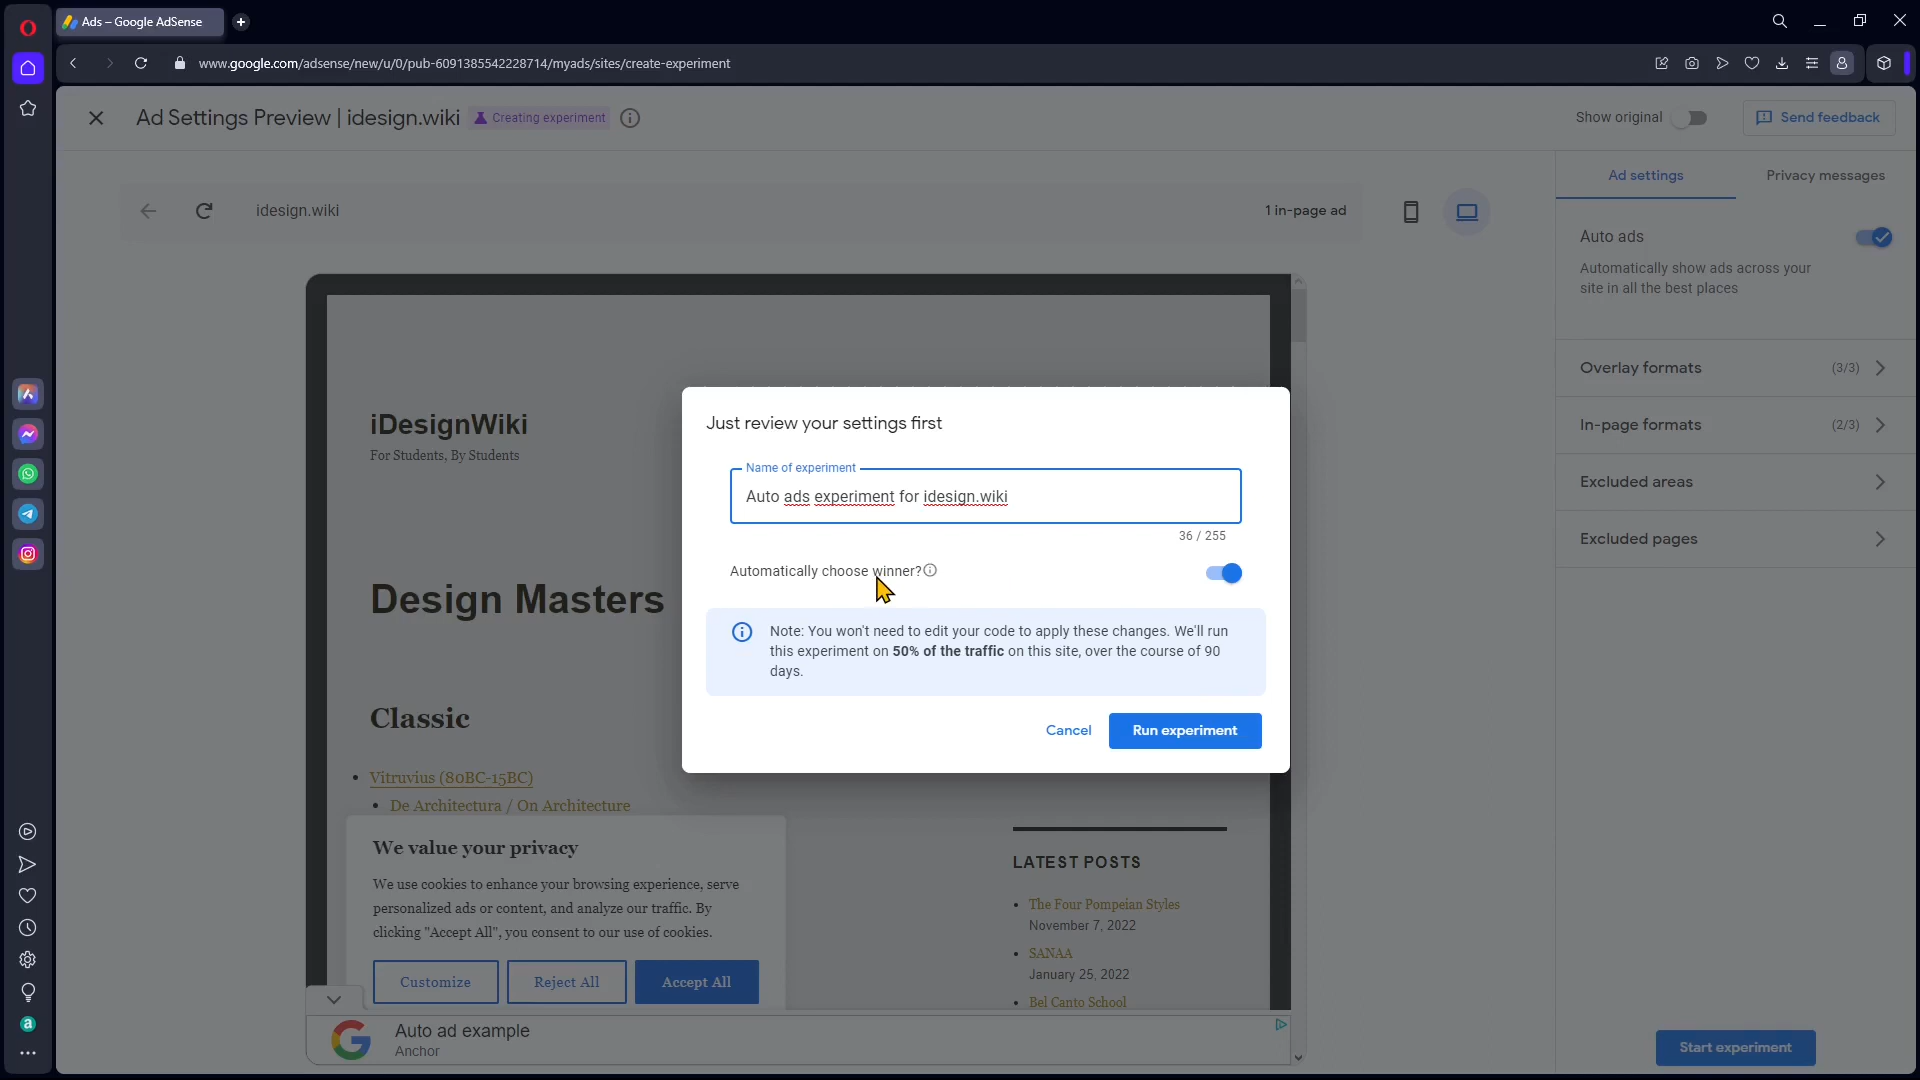 Ads – Google AdSense
www.google.com/adsense/new/u/0/pub-6091385542228714/myads/sites/create-experiment
Ad Settings Preview | idesign.wiki
Creating experiment
Show original
Send feedback
idesign.wiki
1 in-page ad
Ad settings
Privacy messages
Auto ads
Automatically show ads across your
site in all the best places
Overlay formats (3/3)
In-page formats (2/3)
Excluded areas
Excluded pages
Start experiment
iDesignWiki
For Students, By Students
Design Masters
Classic
Vitruvius (80BC-15BC)
De Architectura / On Architecture
We value your privacy
We use cookies to enhance your browsing experience, serve
personalized ads or content, and analyze our traffic. By
clicking "Accept All", you consent to our use of cookies.
Customize
Reject All
Accept All
LATEST POSTS
The Four Pompeian Styles
November 7, 2022
SANAA
January 25, 2022
Bel Canto School
Auto ad example
Anchor
Just review your settings first
Name of experiment
Auto ads experiment for idesign.wiki
36 / 255
Automatically choose winner?
Note: You won't need to edit your code to apply these changes. We'll run
this experiment on 50% of the traffic on this site, over the course of 90
days.
Cancel
Run experiment